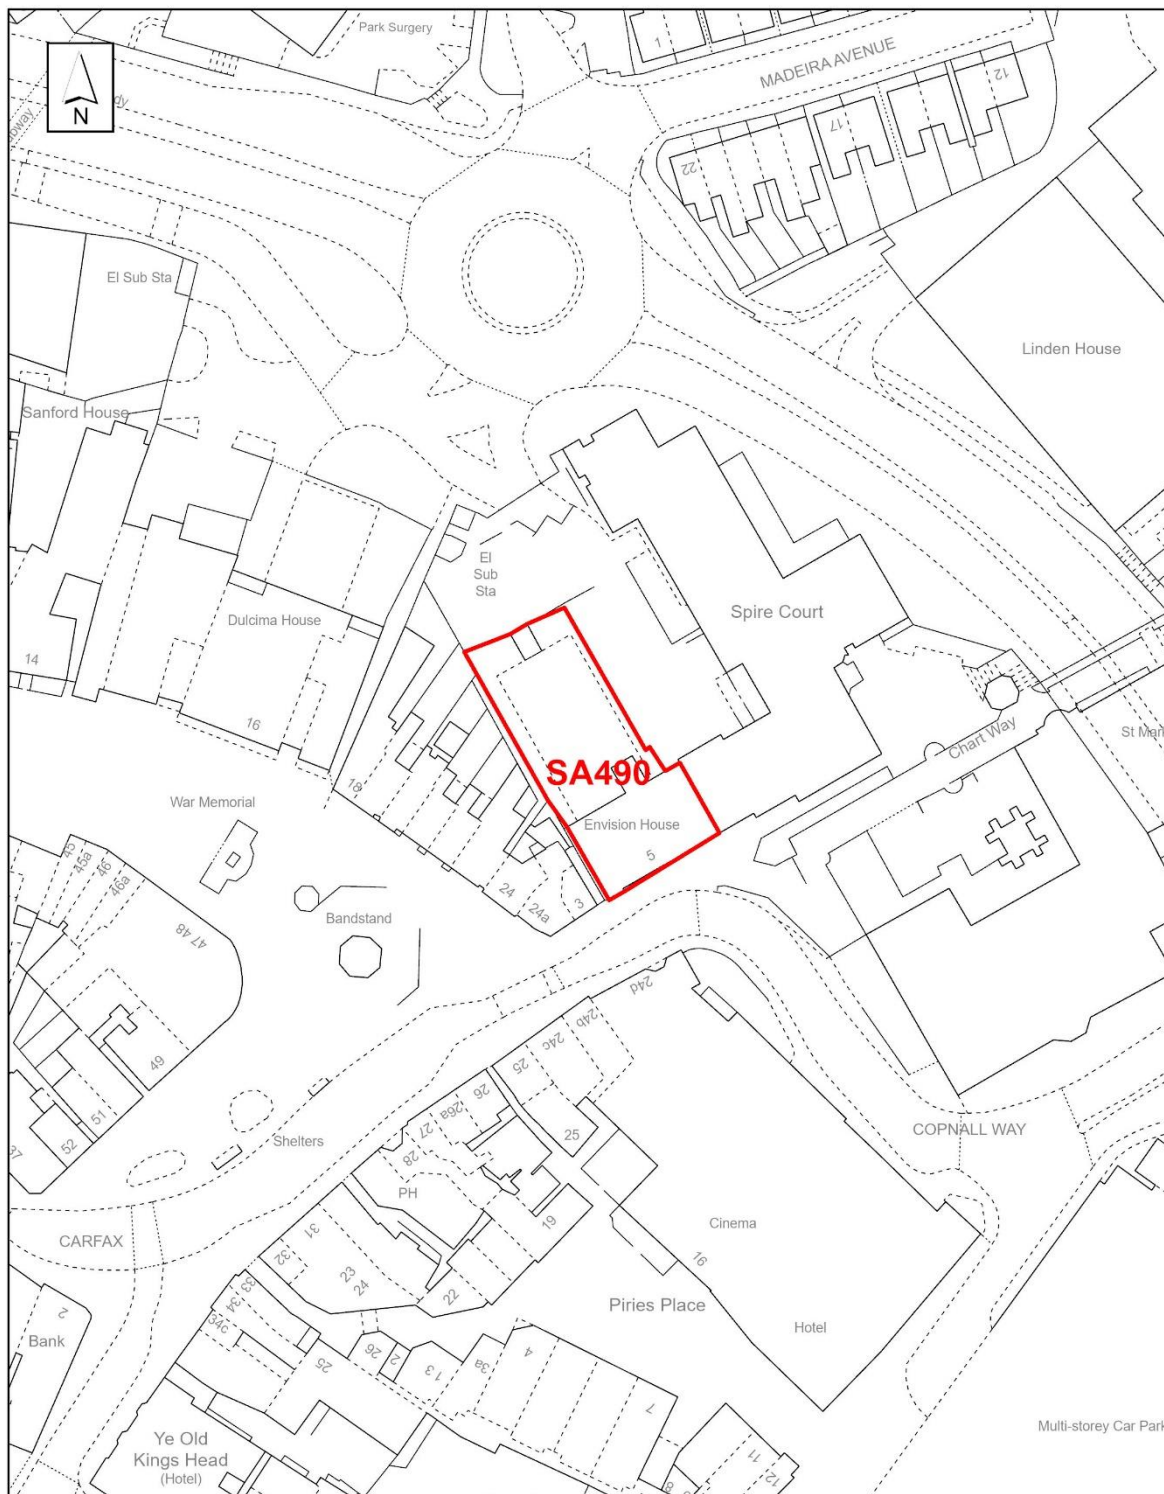 Park Surgery
1
MADEIRA AVENUE
12
17
22
N
dy
El Sub Sta
Linden House
Sanford House
El
Sub
Sta
Spire Court
Dulcima House
14
16
SA490
Chart Way
St Mar
18
War Memorial
Envision House
5
45
45a
46
46a
47 48
24
24a
3
Bandstand
24d
24b
24c
25
49
26
26a
27
28
51
52
37
25
COPNALL WAY
Shelters
PH
19
Cinema
16
CARFAX
31
32
23
24
22
Piries Place
33
34
34c
2
Bank
Hotel
26
2
1 3
3a
4
25
7
Multi-storey Car Park
Ye Old
Kings Head
(Hotel)
11
12
8